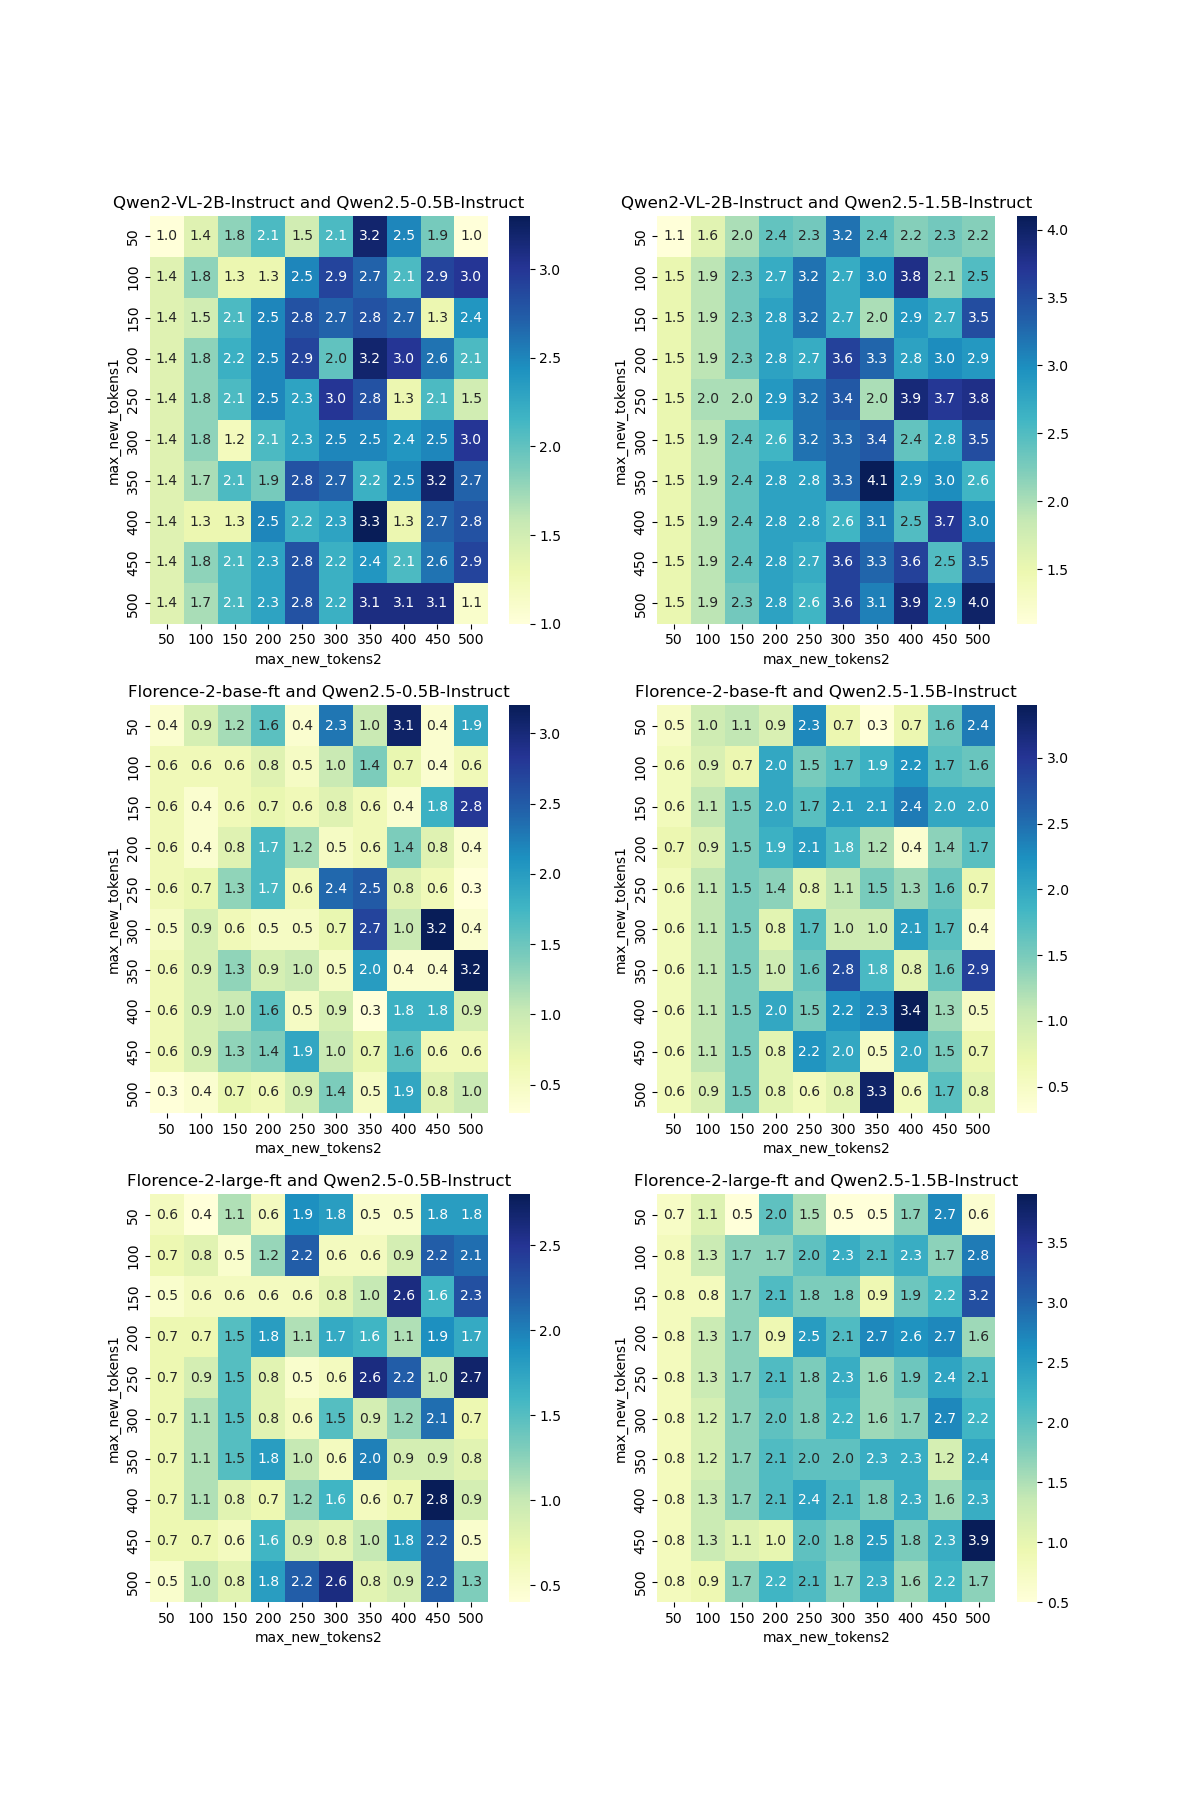 Qwen2-VL-2B-Instruct and Qwen2.5-0.5B-Instruct
50 1.0 1.4 1.8 2.1 1.5 2.1 3.2 2.5 1.9 1.0
100 1.4 1.8 1.3 1.3 2.5 2.9 2.7 2.1 2.9 3.0
150 1.4 1.5 2.1 2.5 2.8 2.7 2.8 2.7 1.3 2.4
200 1.4 1.8 2.2 2.5 2.9 2.0 3.2 3.0 2.6 2.1
250 1.4 1.8 2.1 2.5 2.3 3.0 2.8 1.3 2.1 1.5
300 1.4 1.8 1.2 2.1 2.3 2.5 2.5 2.4 2.5 3.0
350 1.4 1.7 2.1 1.9 2.8 2.7 2.2 2.5 3.2 2.7
400 1.4 1.3 1.3 2.5 2.2 2.3 3.3 1.3 2.7 2.8
450 1.4 1.8 2.1 2.3 2.8 2.2 2.4 2.1 2.6 2.9
500 1.4 1.7 2.1 2.3 2.8 2.2 3.1 3.1 3.1 1.1
50 100 150 200 250 300 350 400 450 500
max_new_tokens2
max_new_tokens1
3.0
2.5
2.0
1.5
1.0
Qwen2-VL-2B-Instruct and Qwen2.5-1.5B-Instruct
50 1.1 1.6 2.0 2.4 2.3 3.2 2.4 2.2 2.3 2.2
100 1.5 1.9 2.3 2.7 3.2 2.7 3.0 3.8 2.1 2.5
150 1.5 1.9 2.3 2.8 3.2 2.7 2.0 2.9 2.7 3.5
200 1.5 1.9 2.3 2.8 2.7 3.6 3.3 2.8 3.0 2.9
250 1.5 2.0 2.0 2.9 3.2 3.4 2.0 3.9 3.7 3.8
300 1.5 1.9 2.4 2.6 3.2 3.3 3.4 2.4 2.8 3.5
350 1.5 1.9 2.4 2.8 2.8 3.3 4.1 2.9 3.0 2.6
400 1.5 1.9 2.4 2.8 2.8 2.6 3.1 2.5 3.7 3.0
450 1.5 1.9 2.4 2.8 2.7 3.6 3.3 3.6 2.5 3.5
500 1.5 1.9 2.3 2.8 2.6 3.6 3.1 3.9 2.9 4.0
50 100 150 200 250 300 350 400 450 500
max_new_tokens2
max_new_tokens1
4.0
3.5
3.0
2.5
2.0
1.5
Florence-2-base-ft and Qwen2.5-0.5B-Instruct
50 0.4 0.9 1.2 1.6 0.4 2.3 1.0 3.1 0.4 1.9
100 0.6 0.6 0.6 0.8 0.5 1.0 1.4 0.7 0.4 0.6
150 0.6 0.4 0.6 0.7 0.6 0.8 0.6 0.4 1.8 2.8
200 0.6 0.4 0.8 1.7 1.2 0.5 0.6 1.4 0.8 0.4
250 0.6 0.7 1.3 1.7 0.6 2.4 2.5 0.8 0.6 0.3
300 0.5 0.9 0.6 0.5 0.5 0.7 2.7 1.0 3.2 0.4
350 0.6 0.9 1.3 0.9 1.0 0.5 2.0 0.4 0.4 3.2
400 0.6 0.9 1.0 1.6 0.5 0.9 0.3 1.8 1.8 0.9
450 0.6 0.9 1.3 1.4 1.9 1.0 0.7 1.6 0.6 0.6
500 0.3 0.4 0.7 0.6 0.9 1.4 0.5 1.9 0.8 1.0
50 100 150 200 250 300 350 400 450 500
max_new_tokens2
max_new_tokens1
3.0
2.5
2.0
1.5
1.0
0.5
Florence-2-base-ft and Qwen2.5-1.5B-Instruct
50 0.5 1.0 1.1 0.9 2.3 0.7 0.3 0.7 1.6 2.4
100 0.6 0.9 0.7 2.0 1.5 1.7 1.9 2.2 1.7 1.6
150 0.6 1.1 1.5 2.0 1.7 2.1 2.1 2.4 2.0 2.0
200 0.7 0.9 1.5 1.9 2.1 1.8 1.2 0.4 1.4 1.7
250 0.6 1.1 1.5 1.4 0.8 1.1 1.5 1.3 1.6 0.7
300 0.6 1.1 1.5 0.8 1.7 1.0 1.0 2.1 1.7 0.4
350 0.6 1.1 1.5 1.0 1.6 2.8 1.8 0.8 1.6 2.9
400 0.6 1.1 1.5 2.0 1.5 2.2 2.3 3.4 1.3 0.5
450 0.6 1.1 1.5 0.8 2.2 2.0 0.5 2.0 1.5 0.7
500 0.6 0.9 1.5 0.8 0.6 0.8 3.3 0.6 1.7 0.8
50 100 150 200 250 300 350 400 450 500
max_new_tokens2
max_new_tokens1
3.0
2.5
2.0
1.5
1.0
0.5
Florence-2-large-ft and Qwen2.5-0.5B-Instruct
50 0.6 0.4 1.1 0.6 1.9 1.8 0.5 0.5 1.8 1.8
100 0.7 0.8 0.5 1.2 2.2 0.6 0.6 0.9 2.2 2.1
150 0.5 0.6 0.6 0.6 0.6 0.8 1.0 2.6 1.6 2.3
200 0.7 0.7 1.5 1.8 1.1 1.7 1.6 1.1 1.9 1.7
250 0.7 0.9 1.5 0.8 0.5 0.6 2.6 2.2 1.0 2.7
300 0.7 1.1 1.5 0.8 0.6 1.5 0.9 1.2 2.1 0.7
350 0.7 1.1 1.5 1.8 1.0 0.6 2.0 0.9 0.9 0.8
400 0.7 1.1 0.8 0.7 1.2 1.6 0.6 0.7 2.8 0.9
450 0.7 0.7 0.6 1.6 0.9 0.8 1.0 1.8 2.2 0.5
500 0.5 1.0 0.8 1.8 2.2 2.6 0.8 0.9 2.2 1.3
50 100 150 200 250 300 350 400 450 500
max_new_tokens2
max_new_tokens1
2.5
2.0
1.5
1.0
0.5
Florence-2-large-ft and Qwen2.5-1.5B-Instruct
50 0.7 1.1 0.5 2.0 1.5 0.5 0.5 1.7 2.7 0.6
100 0.8 1.3 1.7 1.7 2.0 2.3 2.1 2.3 1.7 2.8
150 0.8 0.8 1.7 2.1 1.8 1.8 0.9 1.9 2.2 3.2
200 0.8 1.3 1.7 0.9 2.5 2.1 2.7 2.6 2.7 1.6
250 0.8 1.3 1.7 2.1 1.8 2.3 1.6 1.9 2.4 2.1
300 0.8 1.2 1.7 2.0 1.8 2.2 1.6 1.7 2.7 2.2
350 0.8 1.2 1.7 2.1 2.0 2.0 2.3 2.3 1.2 2.4
400 0.8 1.3 1.7 2.1 2.4 2.1 1.8 2.3 1.6 2.3
450 0.8 1.3 1.1 1.0 2.0 1.8 2.5 1.8 2.3 3.9
500 0.8 0.9 1.7 2.2 2.1 1.7 2.3 1.6 2.2 1.7
50 100 150 200 250 300 350 400 450 500
max_new_tokens2
max_new_tokens1
3.5
3.0
2.5
2.0
1.5
1.0
0.5